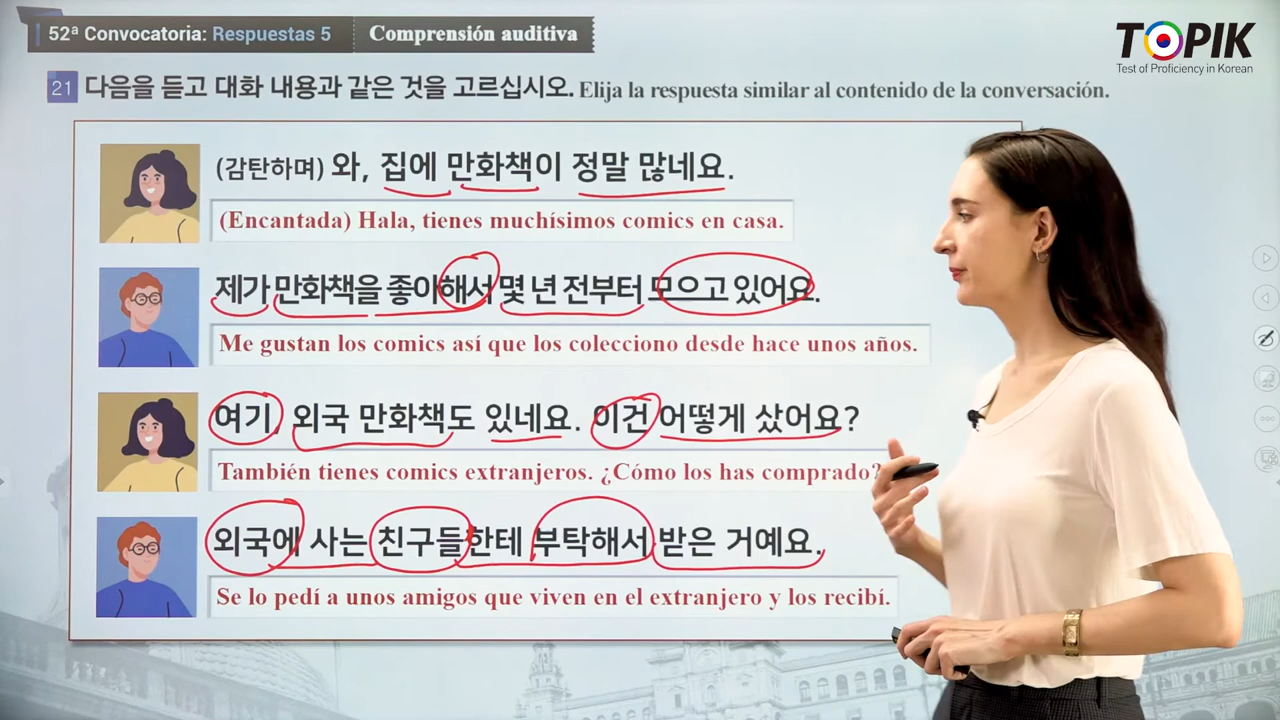 52ª Convocatoria: Respuestas 5
Comprensión auditiva
TOPIK
Test of Proficiency in Korean
21 다음을 듣고 대화 내용과 같은 것을 고르십시오. Elija la respuesta similar al contenido de la conversación.
(감탄하며) 와, 집에 만화책이 정말 많네요.
(Encantada) Hala, tienes muchísimos comics en casa.
제가 만화책을 좋아해서 몇 년 전부터 모으고 있어요.
Me gustan los comics así que los colecciono desde hace unos años.
여기, 외국 만화책도 있네요. 이건 어떻게 샀어요?
También tienes comics extranjeros. ¿Cómo los has comprado?
외국에 사는 친구들한테 부탁해서 받은 거예요.
Se lo pedí a unos amigos que viven en el extranjero y los recibí.